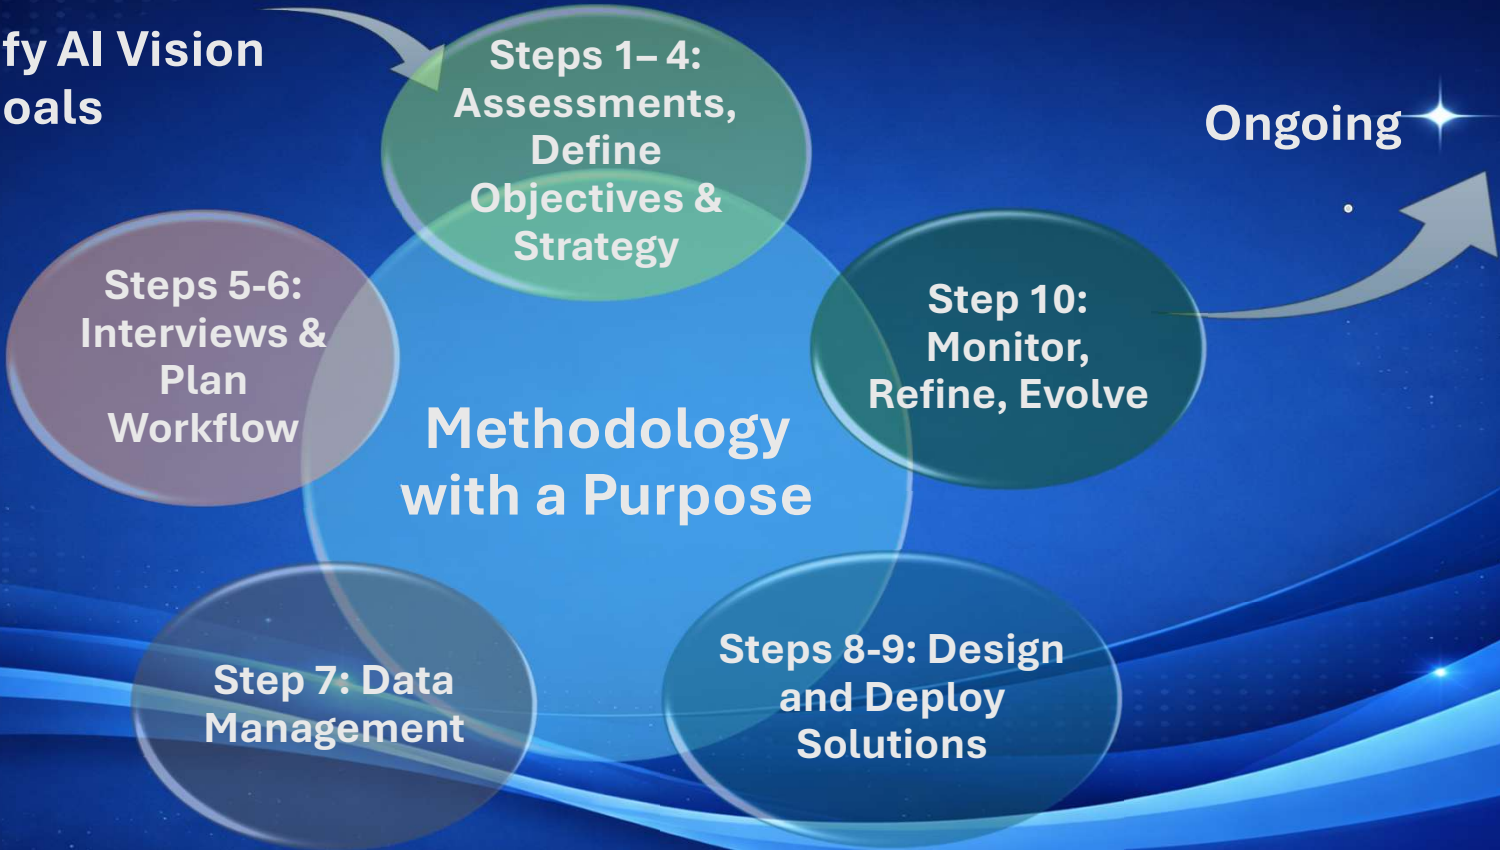 fy AI Vision
oals
Steps 1– 4:
Assessments,
Define
Objectives &
Strategy
Ongoing
Steps 5-6:
Interviews &
Plan
Workflow
Step 10:
Monitor,
Refine, Evolve
Methodology
with a Purpose
Step 7: Data
Management
Steps 8-9: Design
and Deploy
Solutions